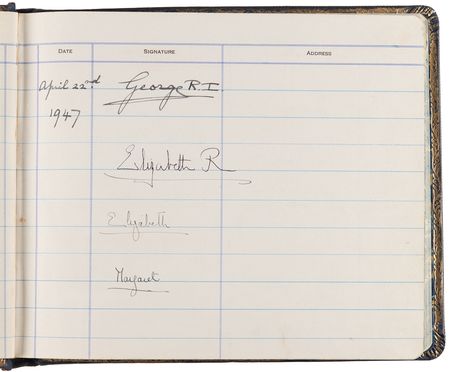 DATE SIGNATURE ADDRESS
April 22nd George R.I.
1947
Elizabeth R
Elizabeth
Margaret